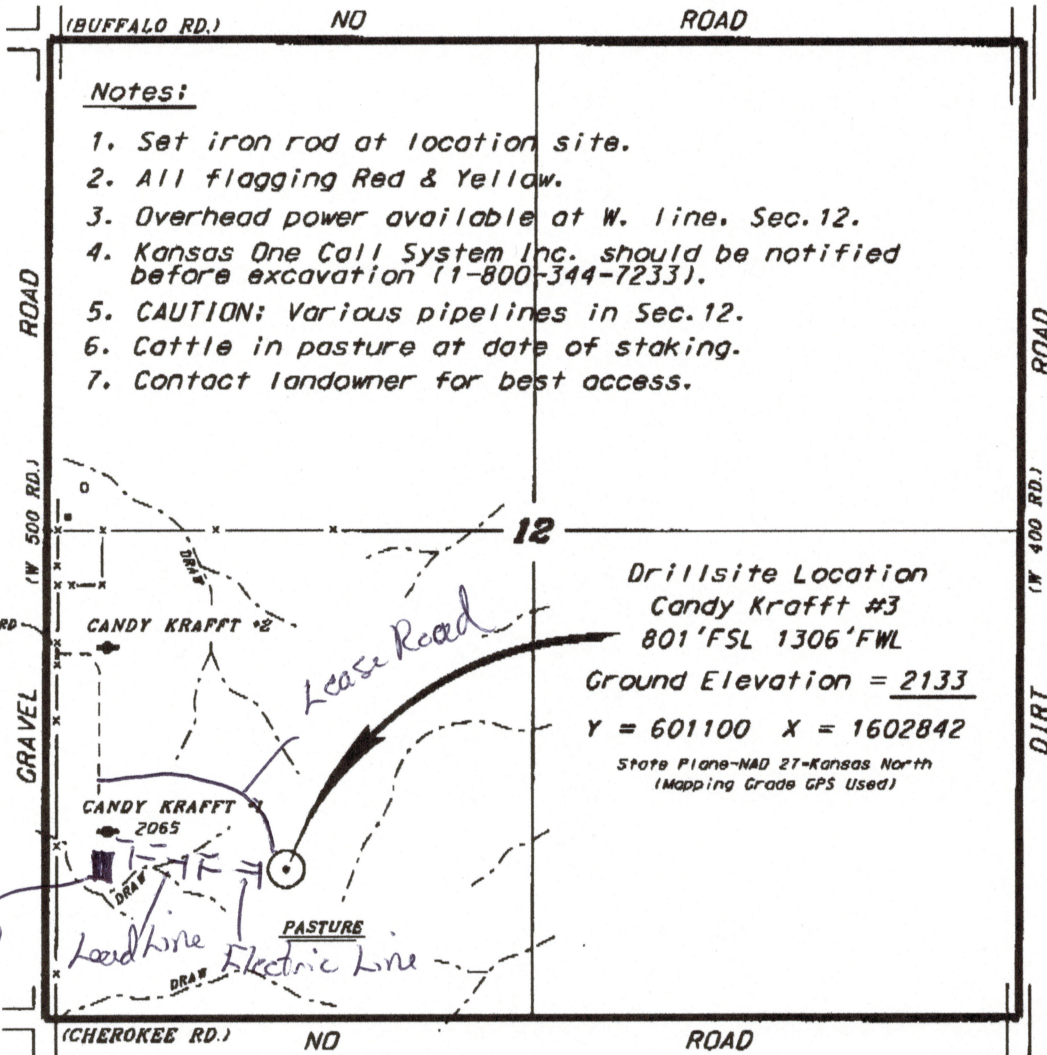 (BUFFALO RD.) NO ROAD
Notes:
1. Set iron rod at location site.
2. All flagging Red & Yellow.
3. Overhead power available at W. line. Sec. 12.
4. Kansas One Call System Inc. should be notified
before excavation (1-800-344-7233).
5. CAUTION: Various pipelines in Sec. 12.
6. Cattle in pasture at date of staking.
7. Contact landowner for best access.
ROAD
(W 500 RD.)
GRAVEL
ROAD
(W 400 RD.)
DIRT
12
DRAW
RD
CANDY KRAFFT #2
Lease Road
Drillsite Location
Candy Krafft #3
801'FSL 1306'FWL
Ground Elevation = 2133
Y = 601100 X = 1602842
State Plane-NAD 27-Kansas North
(Mapping Grade GPS Used)
CANDY KRAFFT #1
2065
DRAW
PASTURE
Lead Line
Electric Line
DRAW
(CHEROKEE RD.) NO ROAD